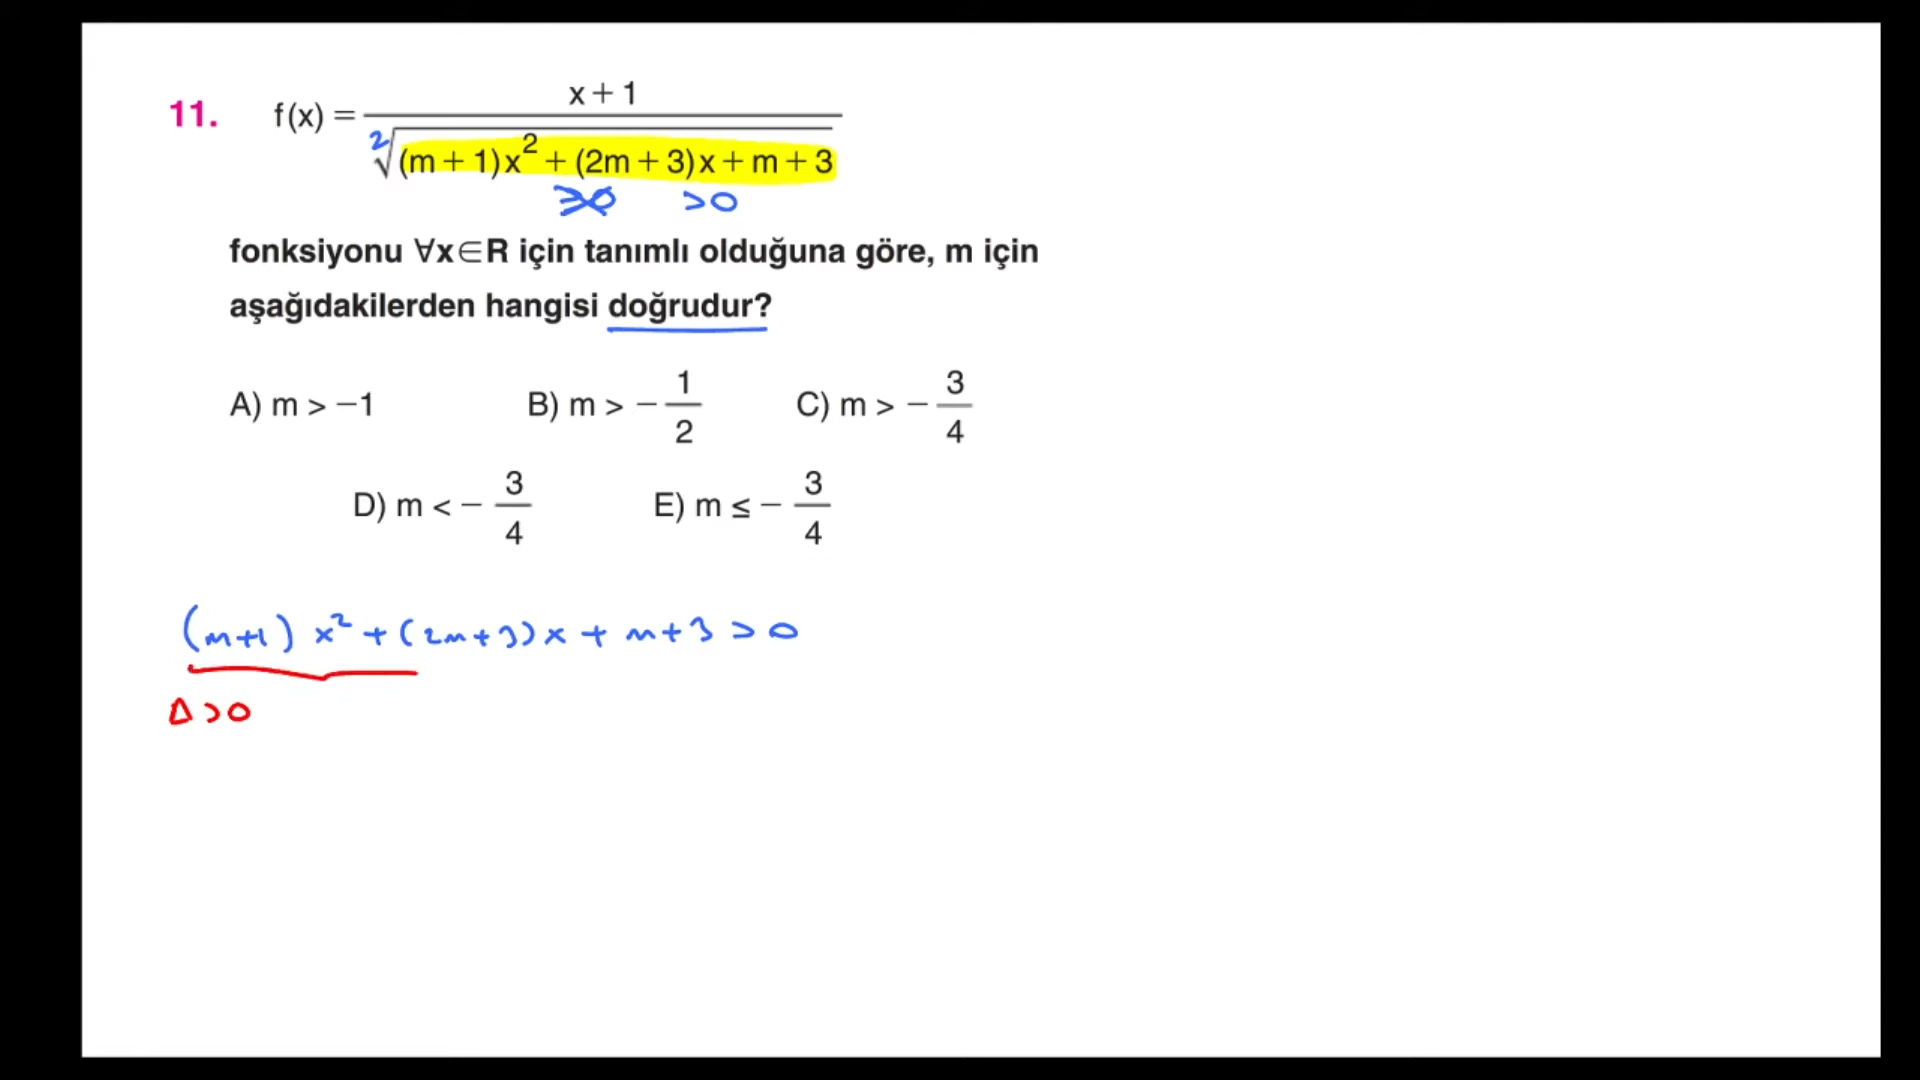 11. f(x) = x + 1
²√(m + 1)x² + (2m + 3)x + m + 3
≥0 >0
fonksiyonu ∀x∈R için tanımlı olduğuna göre, m için
aşağıdakilerden hangisi doğrudur?
A) m > −1 B) m > −1/2 C) m > −3/4
D) m < −3/4 E) m ≤ −3/4
(m+1) x² + (2m+3)x + m+3 > 0
Δ>0